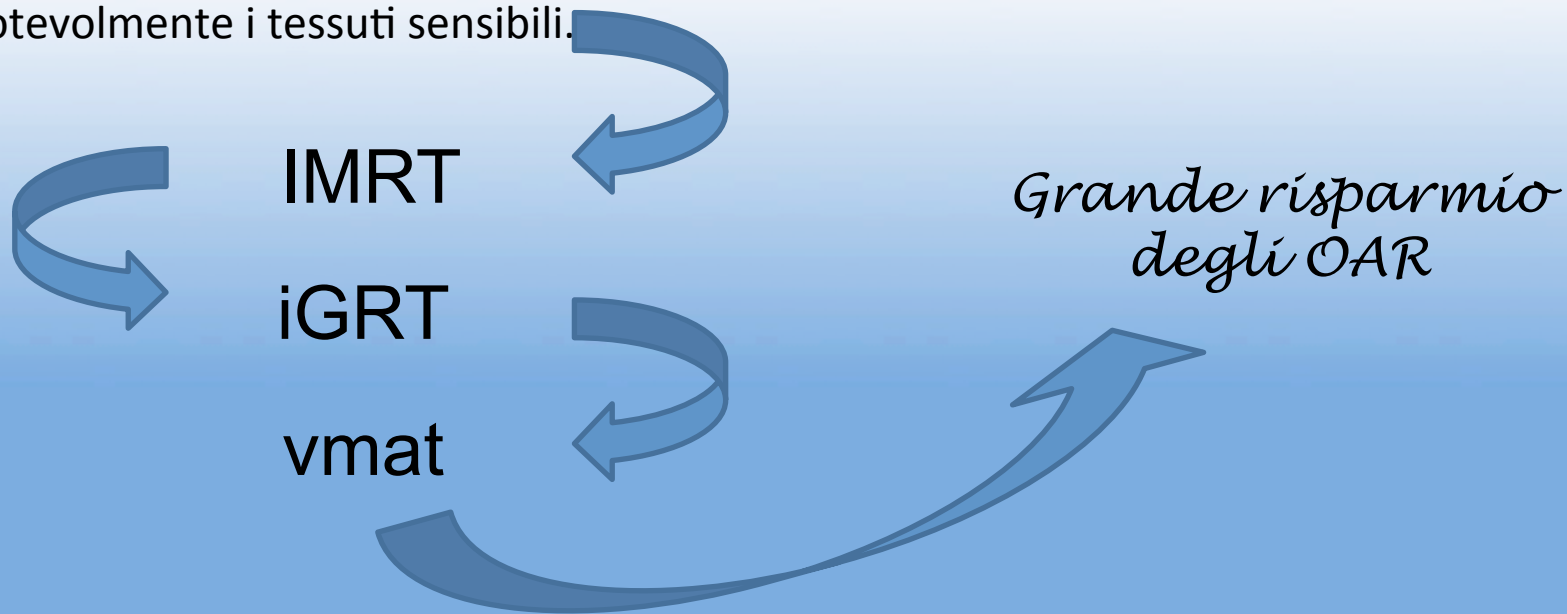 otevolmente i tessuti sensibili.
IMRT
iGRT
vmat
Grande risparmio
degli OAR